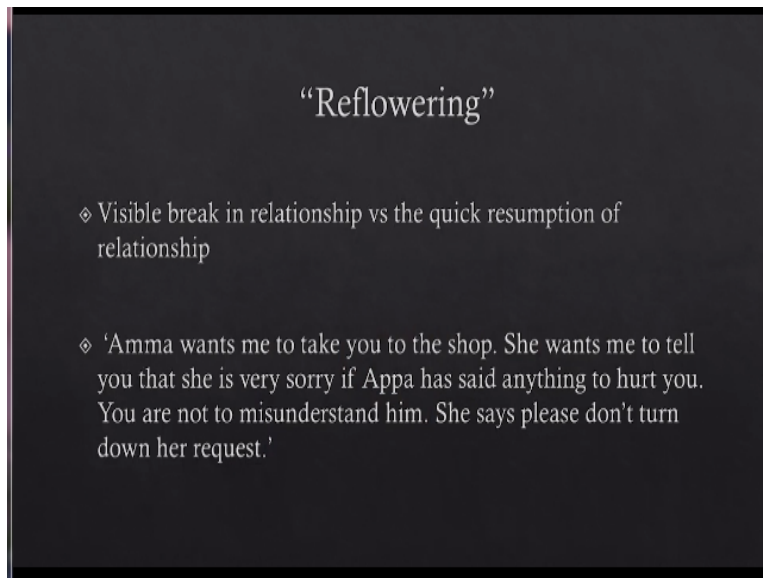 “Reflowering”
Visible break in relationship vs the quick resumption of
relationship
‘Amma wants me to take you to the shop. She wants me to tell
you that she is very sorry if Appa has said anything to hurt you.
You are not to misunderstand him. She says please don’t turn
down her request.’